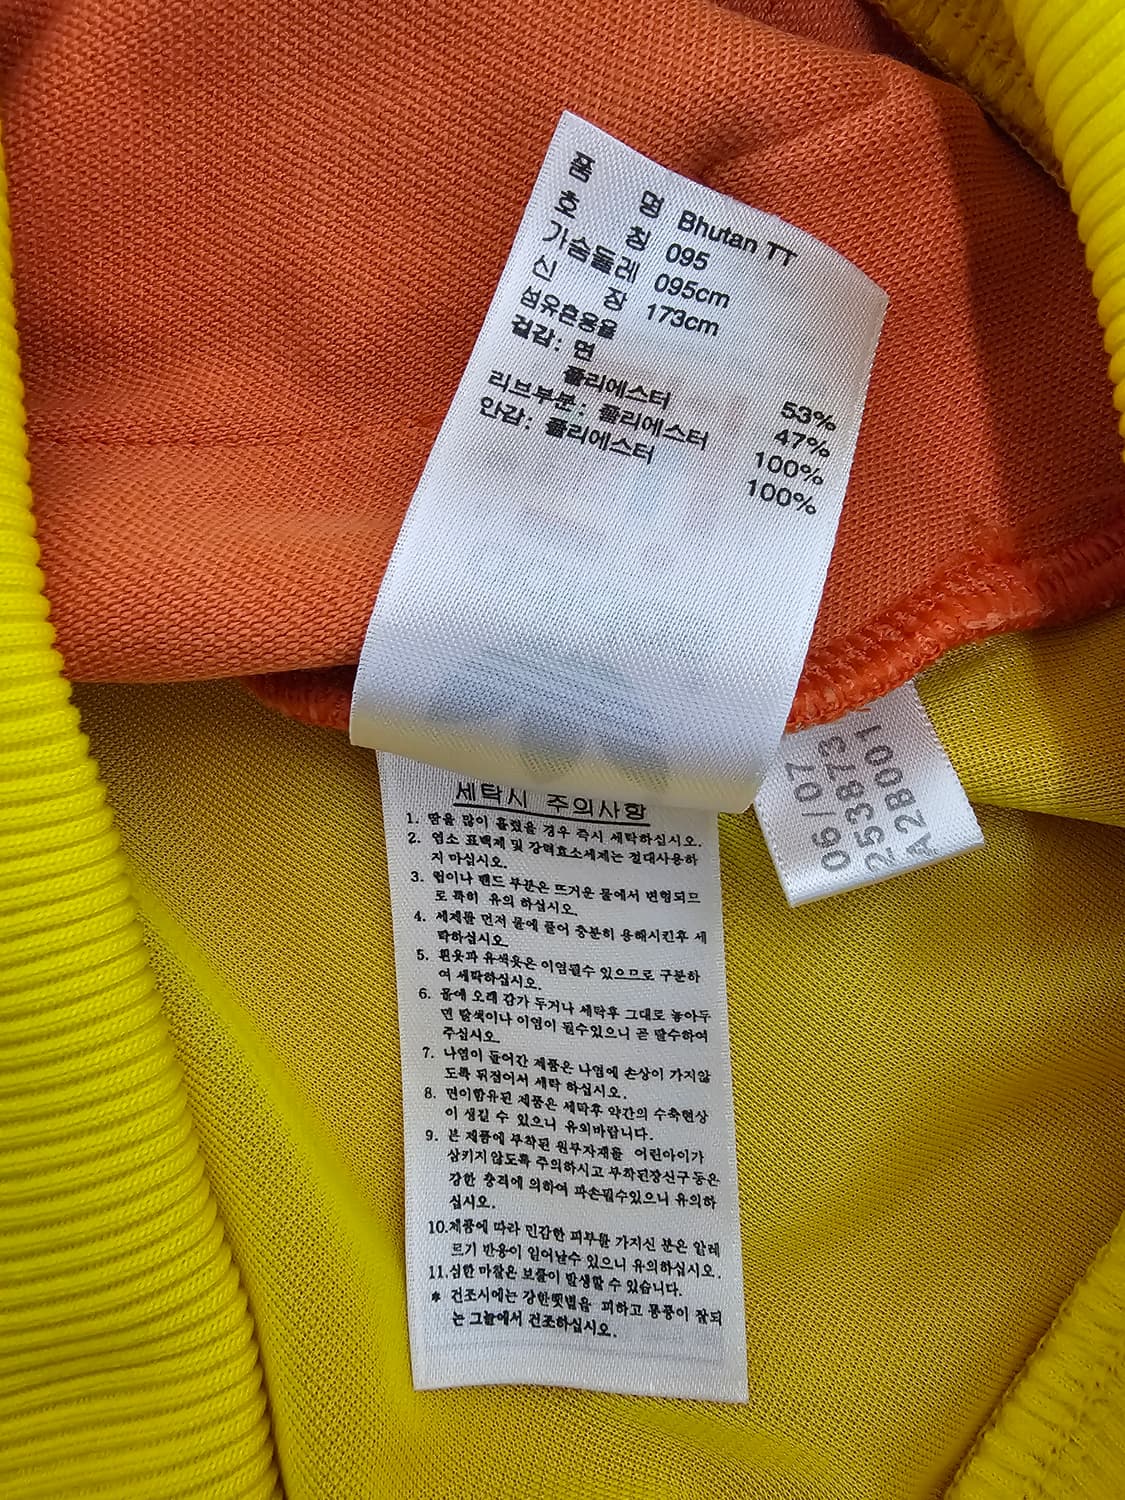 품 명 Bhutan TT
호 칭 095
가슴둘레 095cm
신 장 173cm
섬유혼용율
겉감: 면 53%
폴리에스터 47%
리브부분: 폴리에스터 100%
안감: 폴리에스터 100%
세탁시 주의사항
1. 땀을 많이 흘렸을 경우 즉시 세탁하십시오.
2. 염소 표백제 및 강력효소세제는 절대사용하
지 마십시오.
3. 립이나 밴드 부분은 뜨거운 물에서 변형되므
로 특히 유의 하십시오.
4. 세제를 먼저 물에 풀어 충분히 용해시킨후 세
탁하십시오.
5. 흰옷과 유색옷은 이염될수 있으므로 구분하
여 세탁하십시오.
6. 물에 오래 담가 두거나 세탁후 그대로 놓아두
면 탈색이나 이염이 될수있으니 곧 탈수하여
주십시오.
7. 나염이 들어간 제품은 나염에 손상이 가지않
도록 뒤집어서 세탁 하십시오.
8. 면이함유된 제품은 세탁후 약간의 수축현상
이 생길 수 있으니 유의바랍니다.
9. 본 제품에 부착된 원부자재를 어린아이가
삼키지않도록 주의하시고 부착된장신구등은
강한 충격에 의하여 파손될수있으니 유의하
십시오.
10.제품에 따라 민감한 피부를 가지신 분은 알레
르기 반응이 일어날수 있으니 유의하십시오.
11.심한 마찰은 보풀이 발생할 수 있습니다.
* 건조시에는 강한햇볕을 피하고 통풍이 잘되
는 그늘에서 건조하십시오.
06/07
253873
A2B001